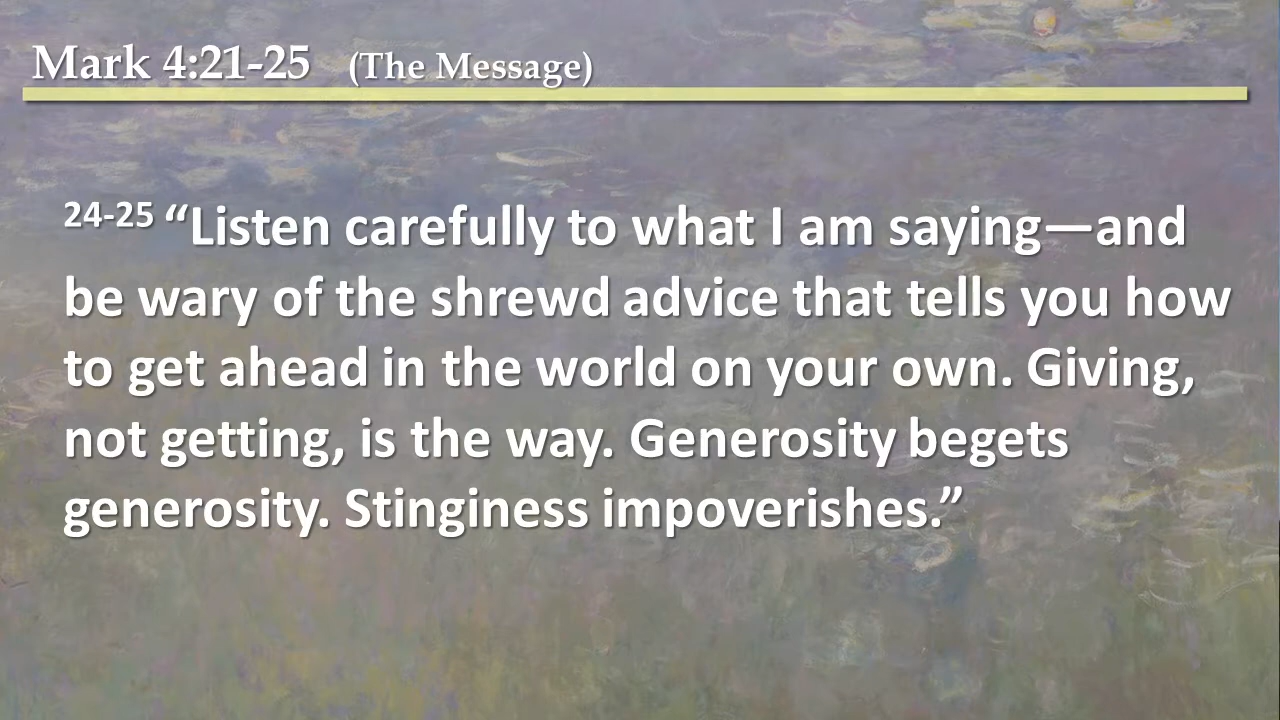 Mark 4:21-25 (The Message)
24-25 “Listen carefully to what I am saying—and
be wary of the shrewd advice that tells you how
to get ahead in the world on your own. Giving,
not getting, is the way. Generosity begets
generosity. Stinginess impoverishes.”